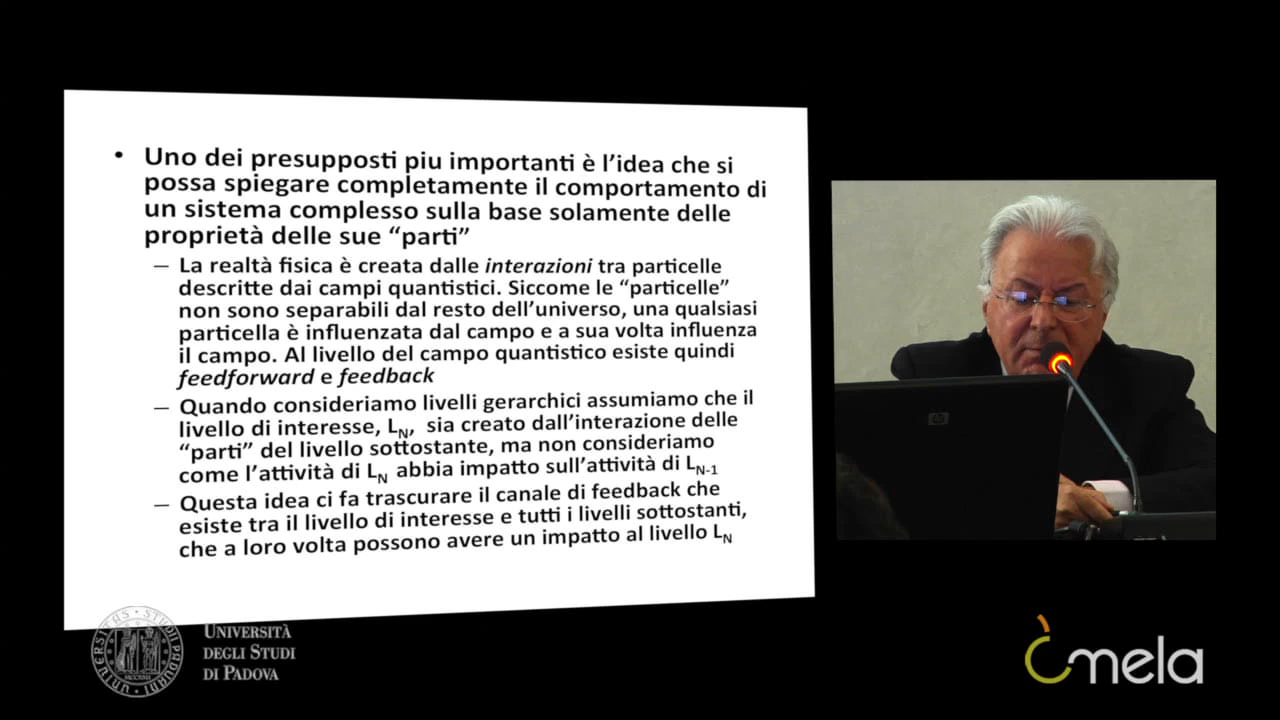 • Uno dei presupposti piu importanti è l'idea che si
possa spiegare completamente il comportamento di
un sistema complesso sulla base solamente delle
proprietà delle sue “parti”
– La realtà fisica è creata dalle interazioni tra particelle
descritte dai campi quantistici. Siccome le “particelle”
non sono separabili dal resto dell'universo, una qualsiasi
particella è influenzata dal campo e a sua volta influenza
il campo. Al livello del campo quantistico esiste quindi
feedforward e feedback
– Quando consideriamo livelli gerarchici assumiamo che il
livello di interesse, LN, sia creato dall'interazione delle
“parti” del livello sottostante, ma non consideriamo
come l'attività di LN abbia impatto sull'attività di LN-1
– Questa idea ci fa trascurare il canale di feedback che
esiste tra il livello di interesse e tutti i livelli sottostanti,
che a loro volta possono avere un impatto al livello LN
hp
UNIVERSITÀ
DEGLI STUDI
DI PADOVA
mela